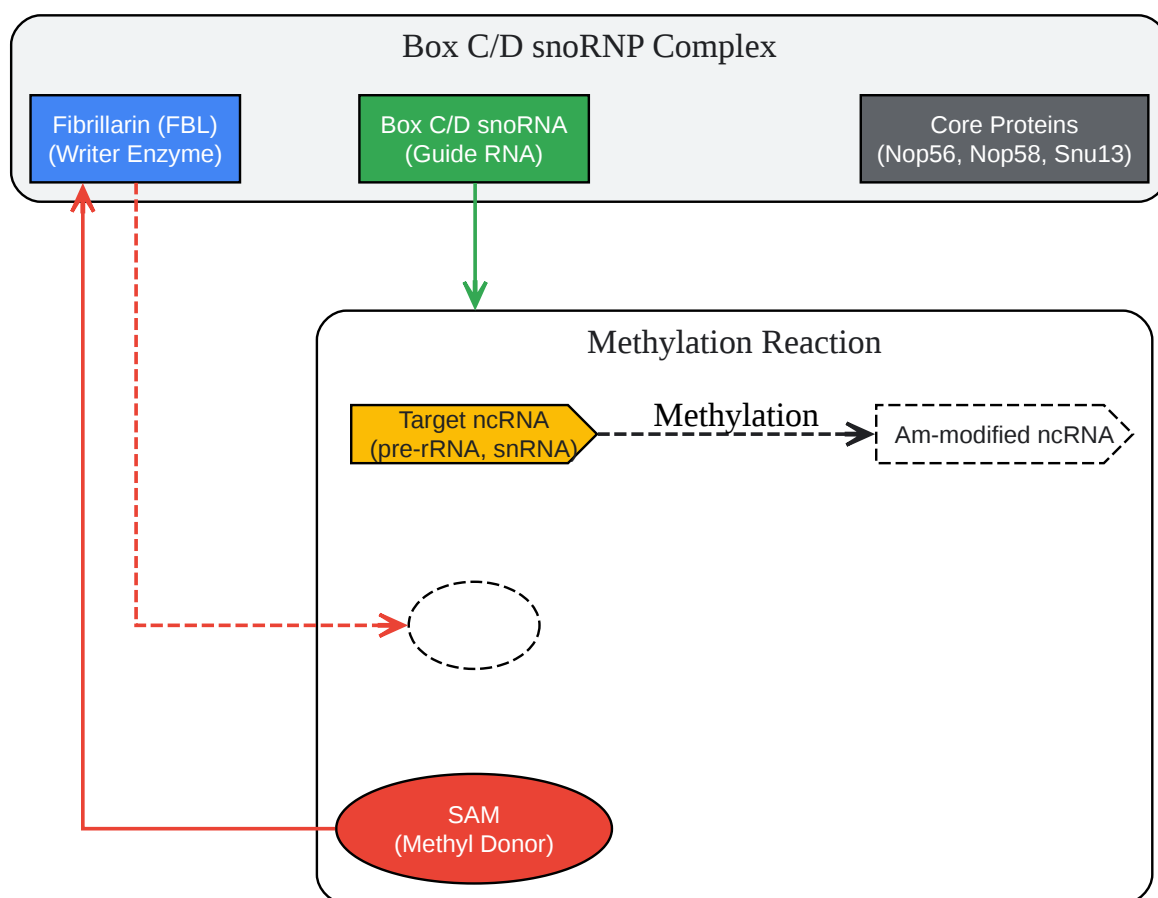 Box C/D snoRNP Complex
Fibrillarin (FBL)
(Writer Enzyme)
Box C/D snoRNA
(Guide RNA)
Core Proteins
(Nop56, Nop58, Snu13)
Methylation Reaction
Target ncRNA
(pre-rRNA, snRNA)
Methylation
Am-modified ncRNA
SAM
(Methyl Donor)